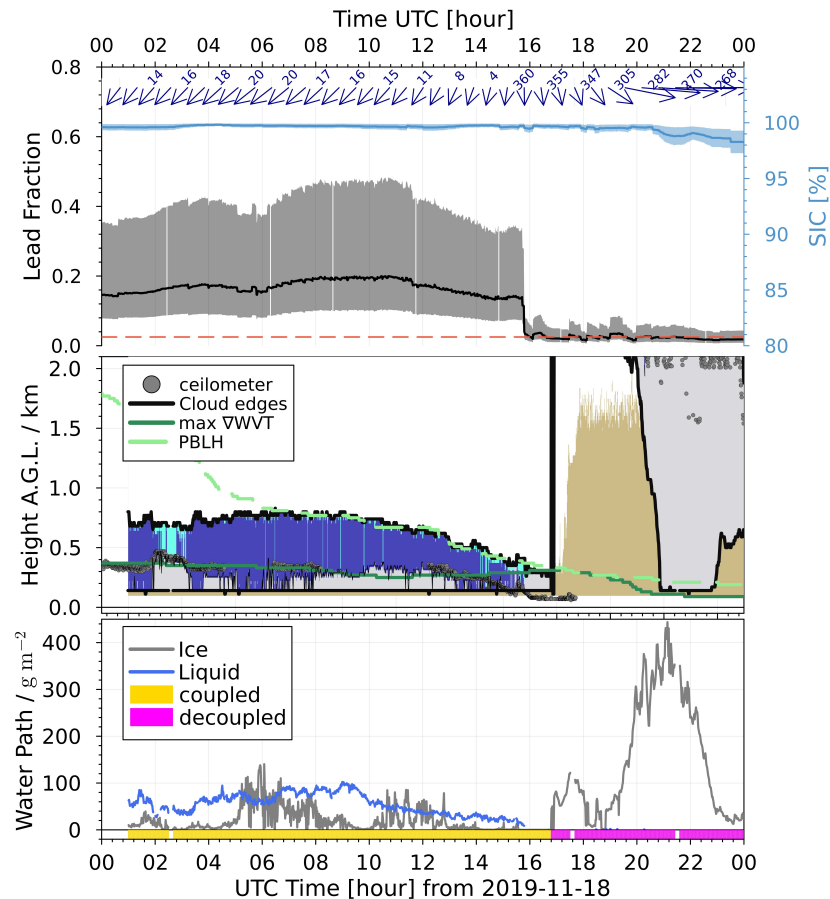 Time UTC [hour]
00 02 04 06 08 10 12 14 16 18 20 22 00
14 16 18 20 20 17 16 15 11 8 4 360 355 347 305 282 270 268
0.8
0.6
0.4
0.2
0.0
Lead Fraction
100
95
90
85
80
SIC [%]
2.0
1.5
1.0
0.5
0.0
Height A.G.L. / km
ceilometer
Cloud edges
max ∇WVT
PBLH
400
300
200
100
0
Water Path / g m⁻²
Ice
Liquid
coupled
decoupled
00 02 04 06 08 10 12 14 16 18 20 22 00
UTC Time [hour] from 2019-11-18